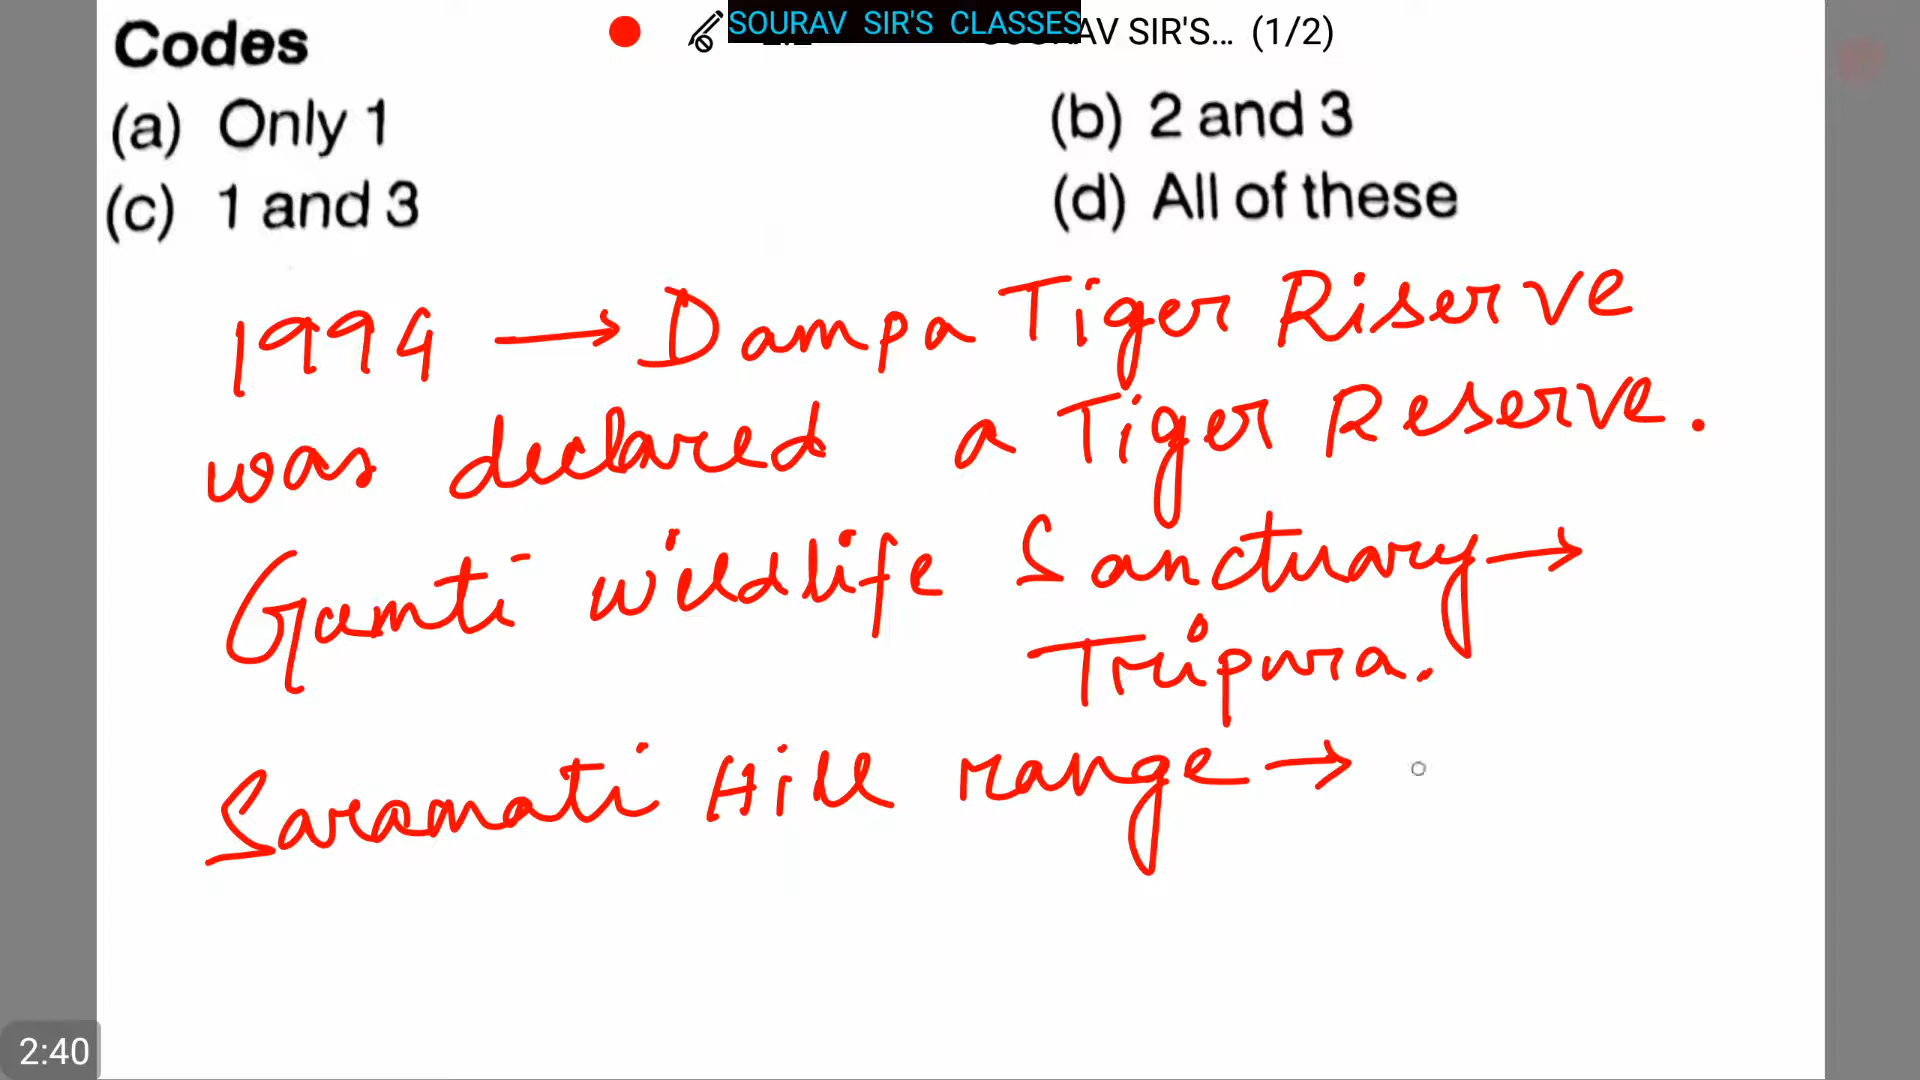 SOURAV SIR'S CLASSES
AV SIR'S... (1/2)
Codes
(a) Only 1
(b) 2 and 3
(c) 1 and 3
(d) All of these
1994 → Dampa Tiger Riserve
was declared a Tiger Reserve.
Gumti wildlife Sanctuary →
Tripura.
Saramati Hill range →
2:40